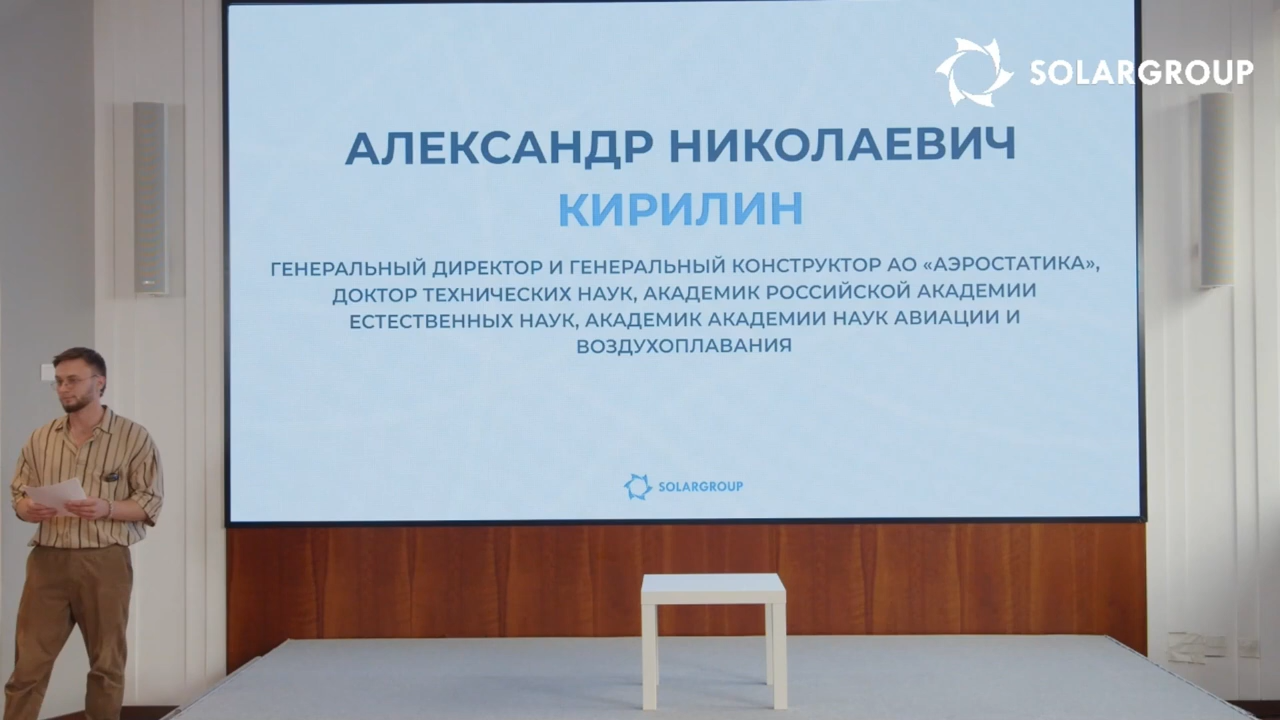 SOLARGROUP
АЛЕКСАНДР НИКОЛАЕВИЧ
КИРИЛИН
ГЕНЕРАЛЬНЫЙ ДИРЕКТОР И ГЕНЕРАЛЬНЫЙ КОНСТРУКТОР АО «АЭРОСТАТИКА»,
ДОКТОР ТЕХНИЧЕСКИХ НАУК, АКАДЕМИК РОССИЙСКОЙ АКАДЕМИИ
ЕСТЕСТВЕННЫХ НАУК, АКАДЕМИК АКАДЕМИИ НАУК АВИАЦИИ И
ВОЗДУХОПЛАВАНИЯ
SOLARGROUP